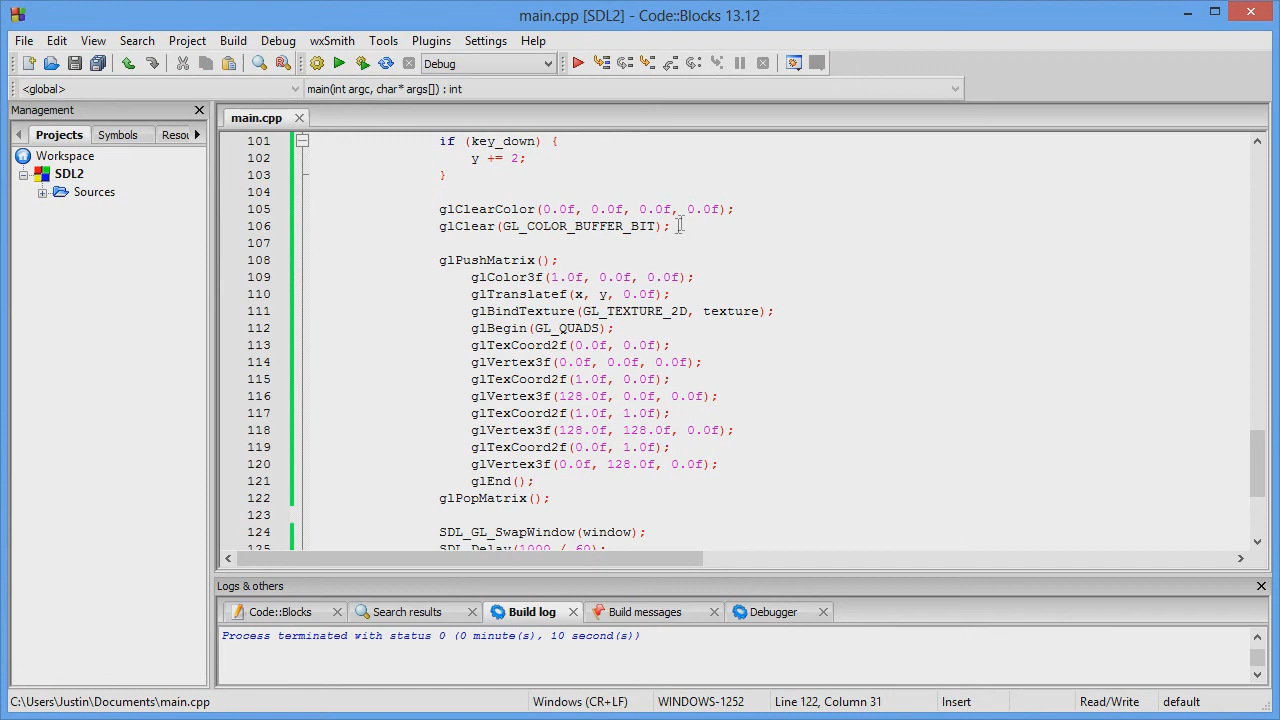 main.cpp [SDL2] - Code::Blocks 13.12
File Edit View Search Project Build Debug wxSmith Tools Plugins Settings Help
Debug
<global> main(int argc, char* args[]) : int
Management
main.cpp
Projects Symbols Resou
Workspace
SDL2
Sources
101 if (key_down) {
102 y += 2;
103 }
104
105 glClearColor(0.0f, 0.0f, 0.0f, 0.0f);
106 glClear(GL_COLOR_BUFFER_BIT);
107
108 glPushMatrix();
109 glColor3f(1.0f, 0.0f, 0.0f);
110 glTranslatef(x, y, 0.0f);
111 glBindTexture(GL_TEXTURE_2D, texture);
112 glBegin(GL_QUADS);
113 glTexCoord2f(0.0f, 0.0f);
114 glVertex3f(0.0f, 0.0f, 0.0f);
115 glTexCoord2f(1.0f, 0.0f);
116 glVertex3f(128.0f, 0.0f, 0.0f);
117 glTexCoord2f(1.0f, 1.0f);
118 glVertex3f(128.0f, 128.0f, 0.0f);
119 glTexCoord2f(0.0f, 1.0f);
120 glVertex3f(0.0f, 128.0f, 0.0f);
121 glEnd();
122 glPopMatrix();
123
124 SDL_GL_SwapWindow(window);
125 SDL_Delay(1000 / 60);
Logs & others
Code::Blocks Search results Build log Build messages Debugger
Process terminated with status 0 (0 minute(s), 10 second(s))
C:\Users\Justin\Documents\main.cpp Windows (CR+LF) WINDOWS-1252 Line 122, Column 31 Insert Read/Write default